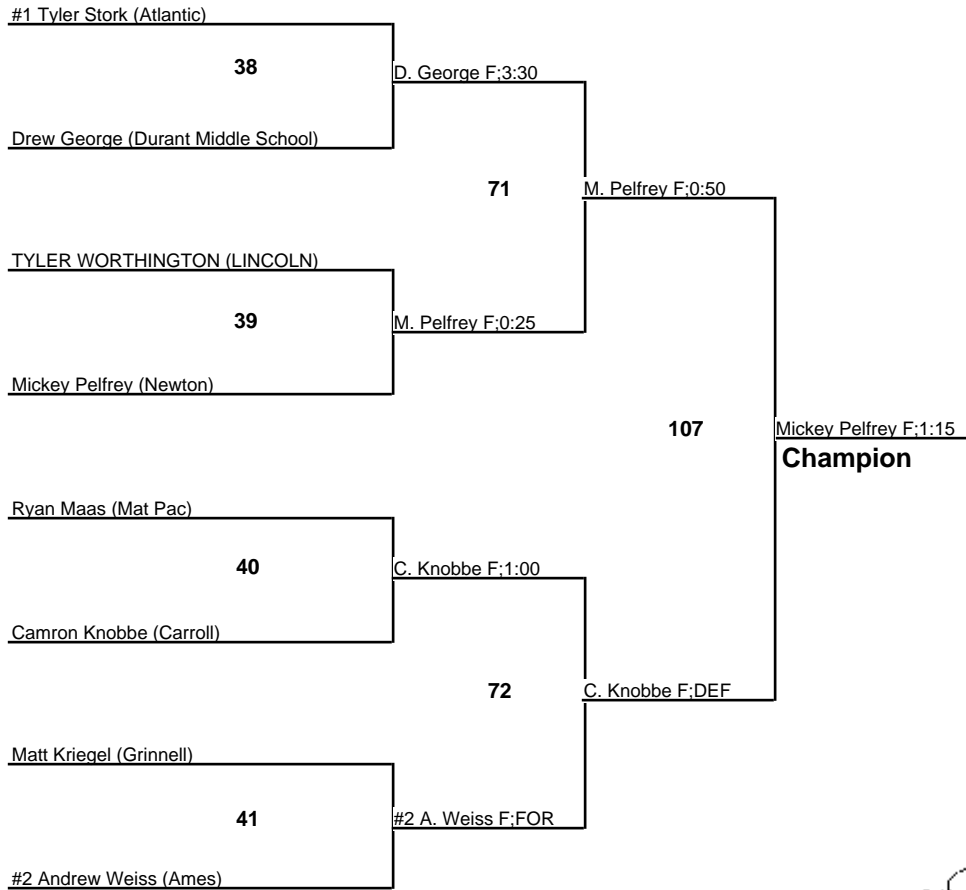 #1 Tyler Stork (Atlantic)
38
D. George F;3:30
Drew George (Durant Middle School)
71
M. Pelfrey F;0:50
TYLER WORTHINGTON (LINCOLN)
39
M. Pelfrey F;0:25
Mickey Pelfrey (Newton)
107
Mickey Pelfrey F;1:15
Champion
Ryan Maas (Mat Pac)
40
C. Knobbe F;1:00
Camron Knobbe (Carroll)
72
C. Knobbe F;DEF
Matt Kriegel (Grinnell)
41
#2 A. Weiss F;FOR
#2 Andrew Weiss (Ames)